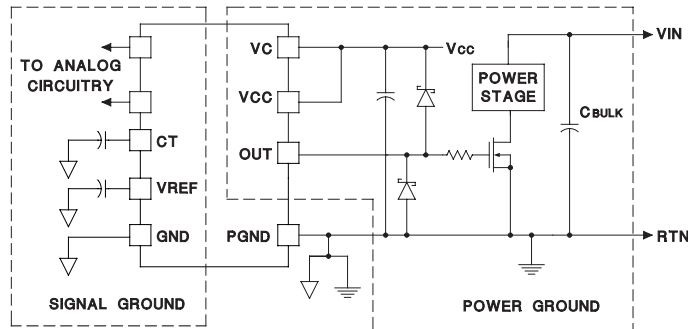 VC
VCC
VIN
TO ANALOG
CIRCUITRY
VCC
POWER
STAGE
CBULK
CT
OUT
VREF
GND
PGND
RTN
SIGNAL GROUND
POWER GROUND